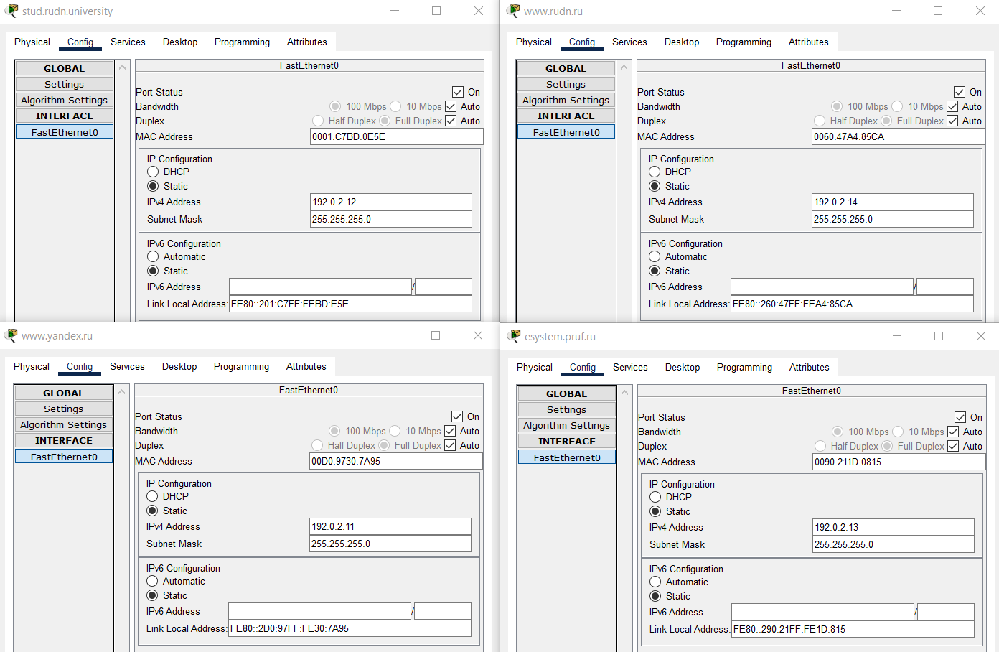 stud.rudn.university
Physical Config Services Desktop Programming Attributes
GLOBAL
Settings
Algorithm Settings
INTERFACE
FastEthernet0
FastEthernet0
Port Status On
Bandwidth 100 Mbps 10 Mbps Auto
Duplex Half Duplex Full Duplex Auto
MAC Address 0001.C7BD.0E5E
IP Configuration
DHCP
Static
IPv4 Address 192.0.2.12
Subnet Mask 255.255.255.0
IPv6 Configuration
Automatic
Static
IPv6 Address /
Link Local Address: FE80::201:C7FF:FEBD:E5E
www.rudn.ru
Physical Config Services Desktop Programming Attributes
GLOBAL
Settings
Algorithm Settings
INTERFACE
FastEthernet0
FastEthernet0
Port Status On
Bandwidth 100 Mbps 10 Mbps Auto
Duplex Half Duplex Full Duplex Auto
MAC Address 0060.47A4.85CA
IP Configuration
DHCP
Static
IPv4 Address 192.0.2.14
Subnet Mask 255.255.255.0
IPv6 Configuration
Automatic
Static
IPv6 Address /
Link Local Address: FE80::260:47FF:FEA4:85CA
www.yandex.ru
Physical Config Services Desktop Programming Attributes
GLOBAL
Settings
Algorithm Settings
INTERFACE
FastEthernet0
FastEthernet0
Port Status On
Bandwidth 100 Mbps 10 Mbps Auto
Duplex Half Duplex Full Duplex Auto
MAC Address 00D0.9730.7A95
IP Configuration
DHCP
Static
IPv4 Address 192.0.2.11
Subnet Mask 255.255.255.0
IPv6 Configuration
Automatic
Static
IPv6 Address /
Link Local Address: FE80::2D0:97FF:FE30:7A95
esystem.pruf.ru
Physical Config Services Desktop Programming Attributes
GLOBAL
Settings
Algorithm Settings
INTERFACE
FastEthernet0
FastEthernet0
Port Status On
Bandwidth 100 Mbps 10 Mbps Auto
Duplex Half Duplex Full Duplex Auto
MAC Address 0090.211D.0815
IP Configuration
DHCP
Static
IPv4 Address 192.0.2.13
Subnet Mask 255.255.255.0
IPv6 Configuration
Automatic
Static
IPv6 Address /
Link Local Address: FE80::290:21FF:FE1D:815